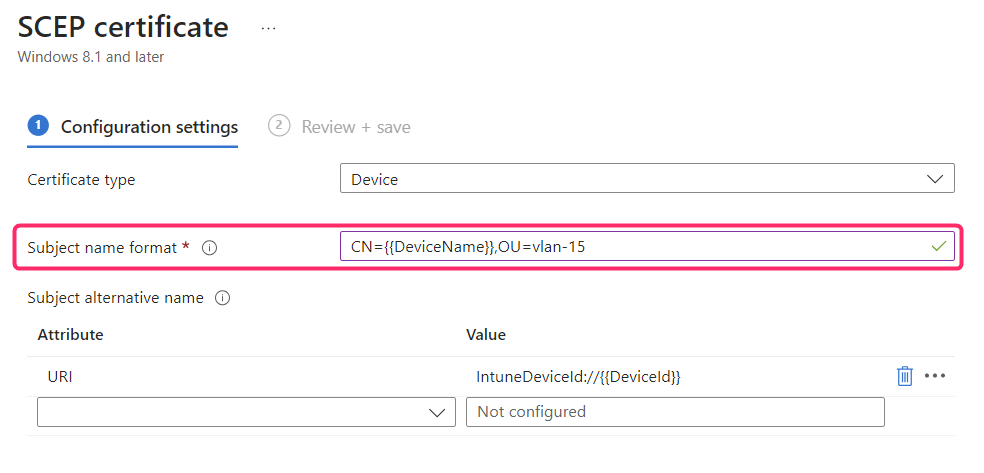 SCEP certificate ...
Windows 8.1 and later
1 Configuration settings 2 Review + save
Certificate type Device
Subject name format * CN={{DeviceName}},OU=vlan-15
Subject alternative name
Attribute Value
URI IntuneDeviceId://{{DeviceId}}
Not configured